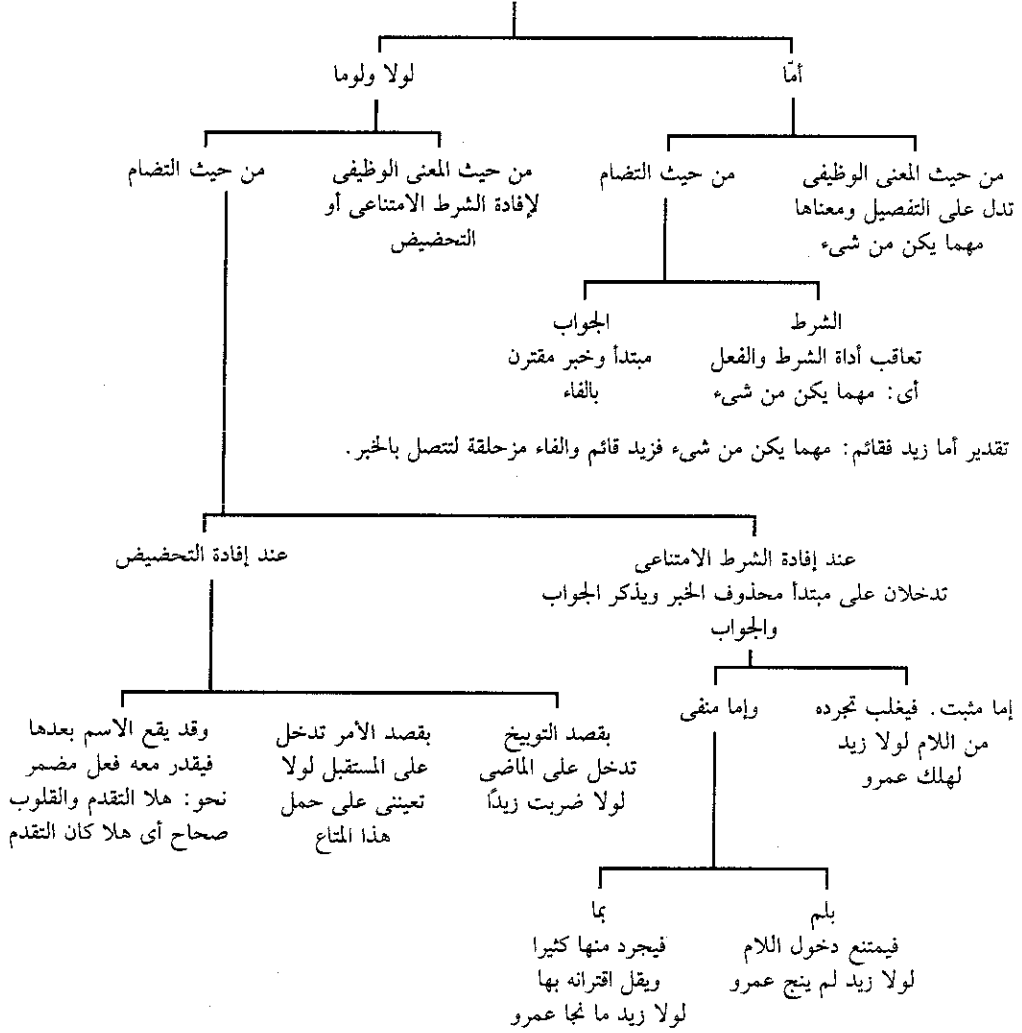 أمّا
لولا ولوما
من حيث المعنى الوظيفى
تدل على التفصيل ومعناها
مهما يكن من شىء
من حيث التضام
من حيث المعنى الوظيفى
لإفادة الشرط الامتناعى أو
التحضيض
من حيث التضام
الشرط
تعاقب أداة الشرط والفعل
أى: مهما يكن من شىء
الجواب
مبتدأ وخبر مقترن
بالفاء
تقدير أما زيد فقائم: مهما يكن من شىء فزيد قائم والفاء مزحلقة لتتصل بالخبر.
عند إفادة الشرط الامتناعى
تدخلان على مبتدأ محذوف الخبر ويذكر الجواب
والجواب
عند إفادة التحضيض
إما مثبت. فيغلب تجرده
من اللام لولا زيد
لهلك عمرو
وإما منفى
بقصد التوبيخ
تدخل على الماضى
لولا ضربت زيدًا
بقصد الأمر تدخل
على المستقبل لولا
تعيننى على حمل
هذا المتاع
وقد يقع الاسم بعدها
فيقدر معه فعل مضمر
نحو: هلا التقدم والقلوب
صحاح أى هلا كان التقدم
بلم
فيمتنع دخول اللام
لولا زيد لم ينج عمرو
بما
فيجرد منها كثيرا
ويقل اقترانه بها
لولا زيد ما نجا عمرو